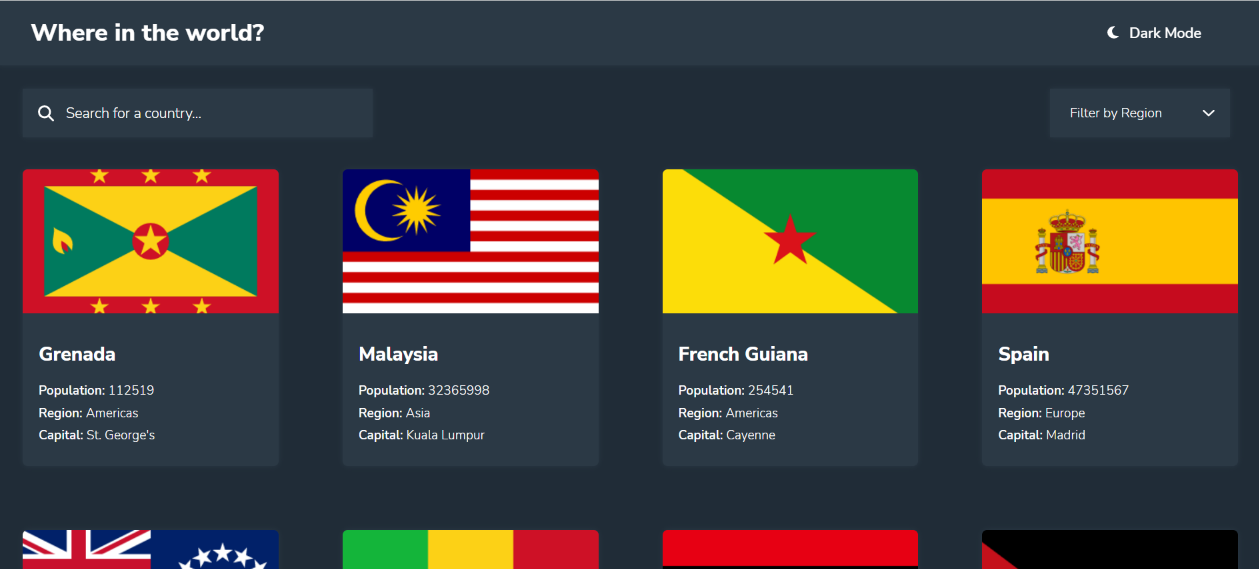 Where in the world?
Dark Mode
Search for a country...
Filter by Region
Grenada
Population: 112519
Region: Americas
Capital: St. George's
Malaysia
Population: 32365998
Region: Asia
Capital: Kuala Lumpur
French Guiana
Population: 254541
Region: Americas
Capital: Cayenne
Spain
Population: 47351567
Region: Europe
Capital: Madrid